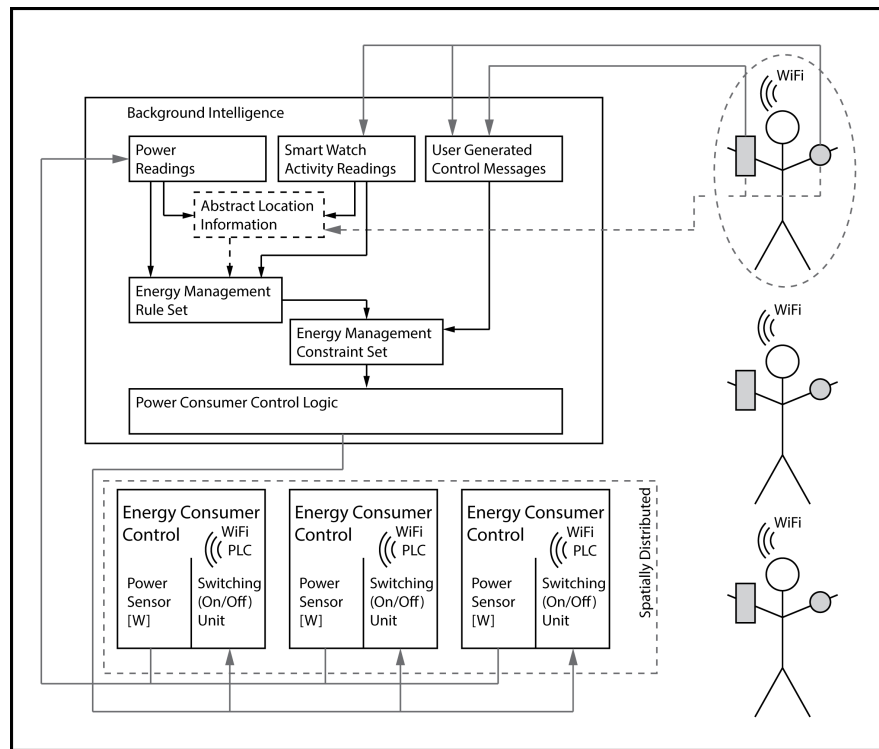 WiFi
Background Intelligence
Power
Readings
Smart Watch
Activity Readings
User Generated
Control Messages
Abstract Location
Information
Energy Management
Rule Set
Energy Management
Constraint Set
Power Consumer Control Logic
WiFi
WiFi
Spatially Distributed
Energy Consumer
Control
WiFi
PLC
Power
Sensor
[W]
Switching
(On/Off)
Unit
Energy Consumer
Control
WiFi
PLC
Power
Sensor
[W]
Switching
(On/Off)
Unit
Energy Consumer
Control
WiFi
PLC
Power
Sensor
[W]
Switching
(On/Off)
Unit